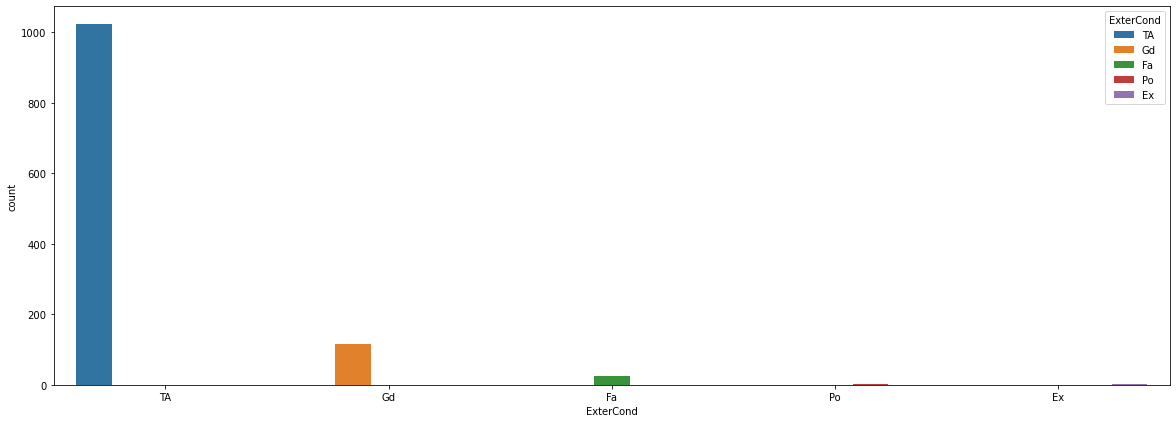 1000
800
600
400
200
0
count
TA
Gd
Fa
Po
Ex
ExterCond
ExterCond
TA
Gd
Fa
Po
Ex